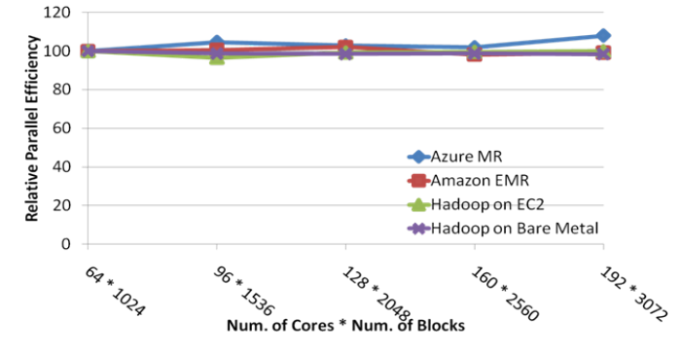 120
100
80
60
40
20
0
Relative Parallel Efficiency
Azure MR
Amazon EMR
Hadoop on EC2
Hadoop on Bare Metal
64 * 1024
96 * 1536
128 * 2048
160 * 2560
192 * 3072
Num. of Cores * Num. of Blocks